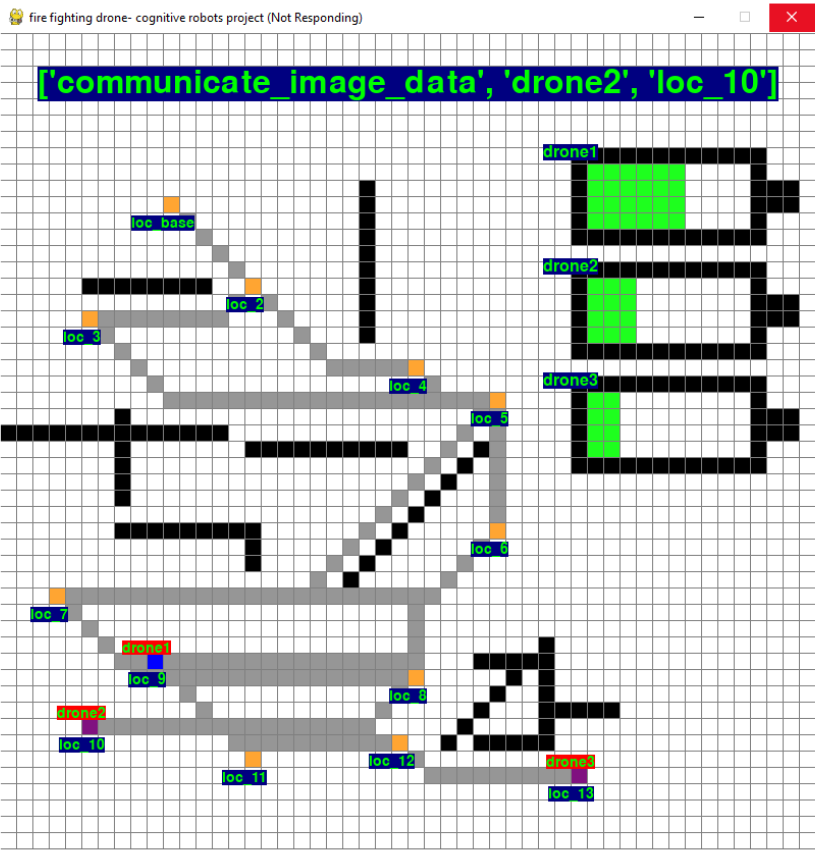 fire fighting drone- cognitive robots project (Not Responding)
['communicate_image_data', 'drone2', 'loc_10']
drone1
loc_base
drone2
loc_2
loc_3
drone3
loc_4
loc_5
loc_6
loc_7
drone1
loc_9
loc_8
drone2
loc_10
loc_12
drone3
loc_11
loc_13